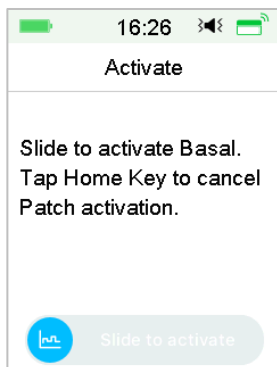 16:26
Activate
Slide to activate Basal.
Tap Home Key to cancel
Patch activation.
Slide to activate